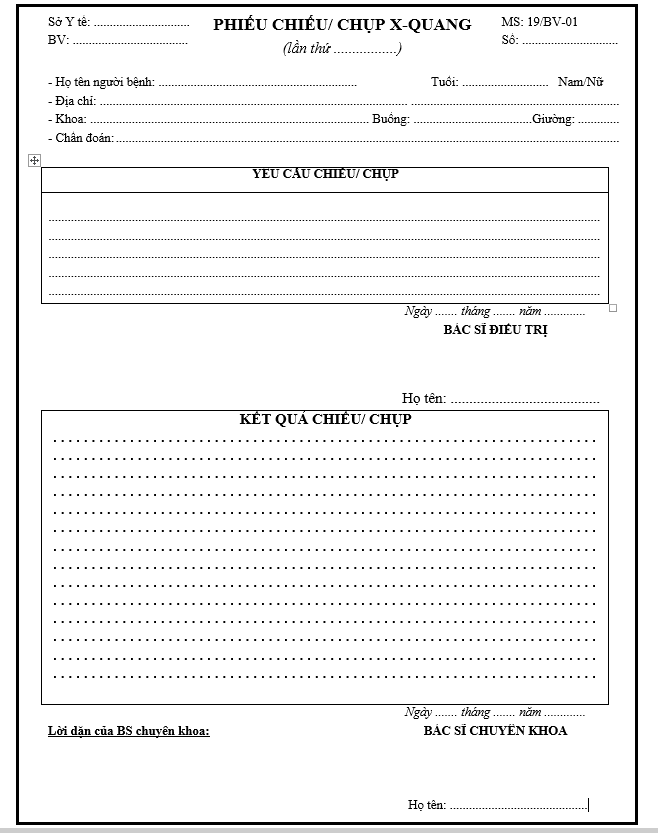 Sở Y tế: .............................. PHIẾU CHIẾU/ CHỤP X-QUANG MS: 19/BV-01
BV: .................................... (lần thứ .................) Số: ..............................
- Họ tên người bệnh: .............................................................. Tuổi: ........................... Nam/Nữ
- Địa chỉ: ................................................................................................ .................................................................
- Khoa: ....................................................................................... Buồng: ..................................... Giường: .............
- Chẩn đoán: .............................................................................................................................................................
YÊU CẦU CHIẾU/ CHỤP
............................................................................................................................................................................
............................................................................................................................................................................
............................................................................................................................................................................
............................................................................................................................................................................
............................................................................................................................................................................
Ngày ....... tháng ....... năm .............
BÁC SĨ ĐIỀU TRỊ
Họ tên: ........................................
KẾT QUẢ CHIẾU/ CHỤP
Ngày ....... tháng ....... năm .............
Lời dặn của BS chuyên khoa: BÁC SĨ CHUYÊN KHOA
Họ tên: ...........................................